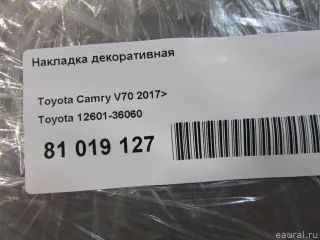 Накладка декоративная
Toyota Camry V70 2017>
Toyota 12601-36060
81 019 127
eaural.ru